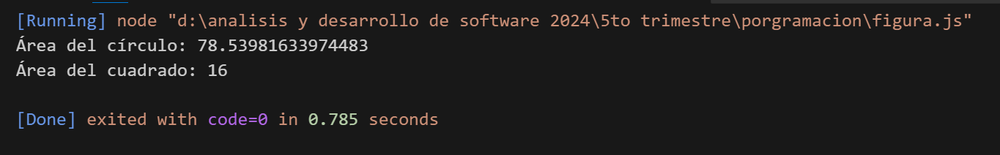 [Running] node "d:\analisis y desarrollo de software 2024\5to trimestre\porgramacion\figura.js"
Área del círculo: 78.53981633974483
Área del cuadrado: 16
[Done] exited with code=0 in 0.785 seconds